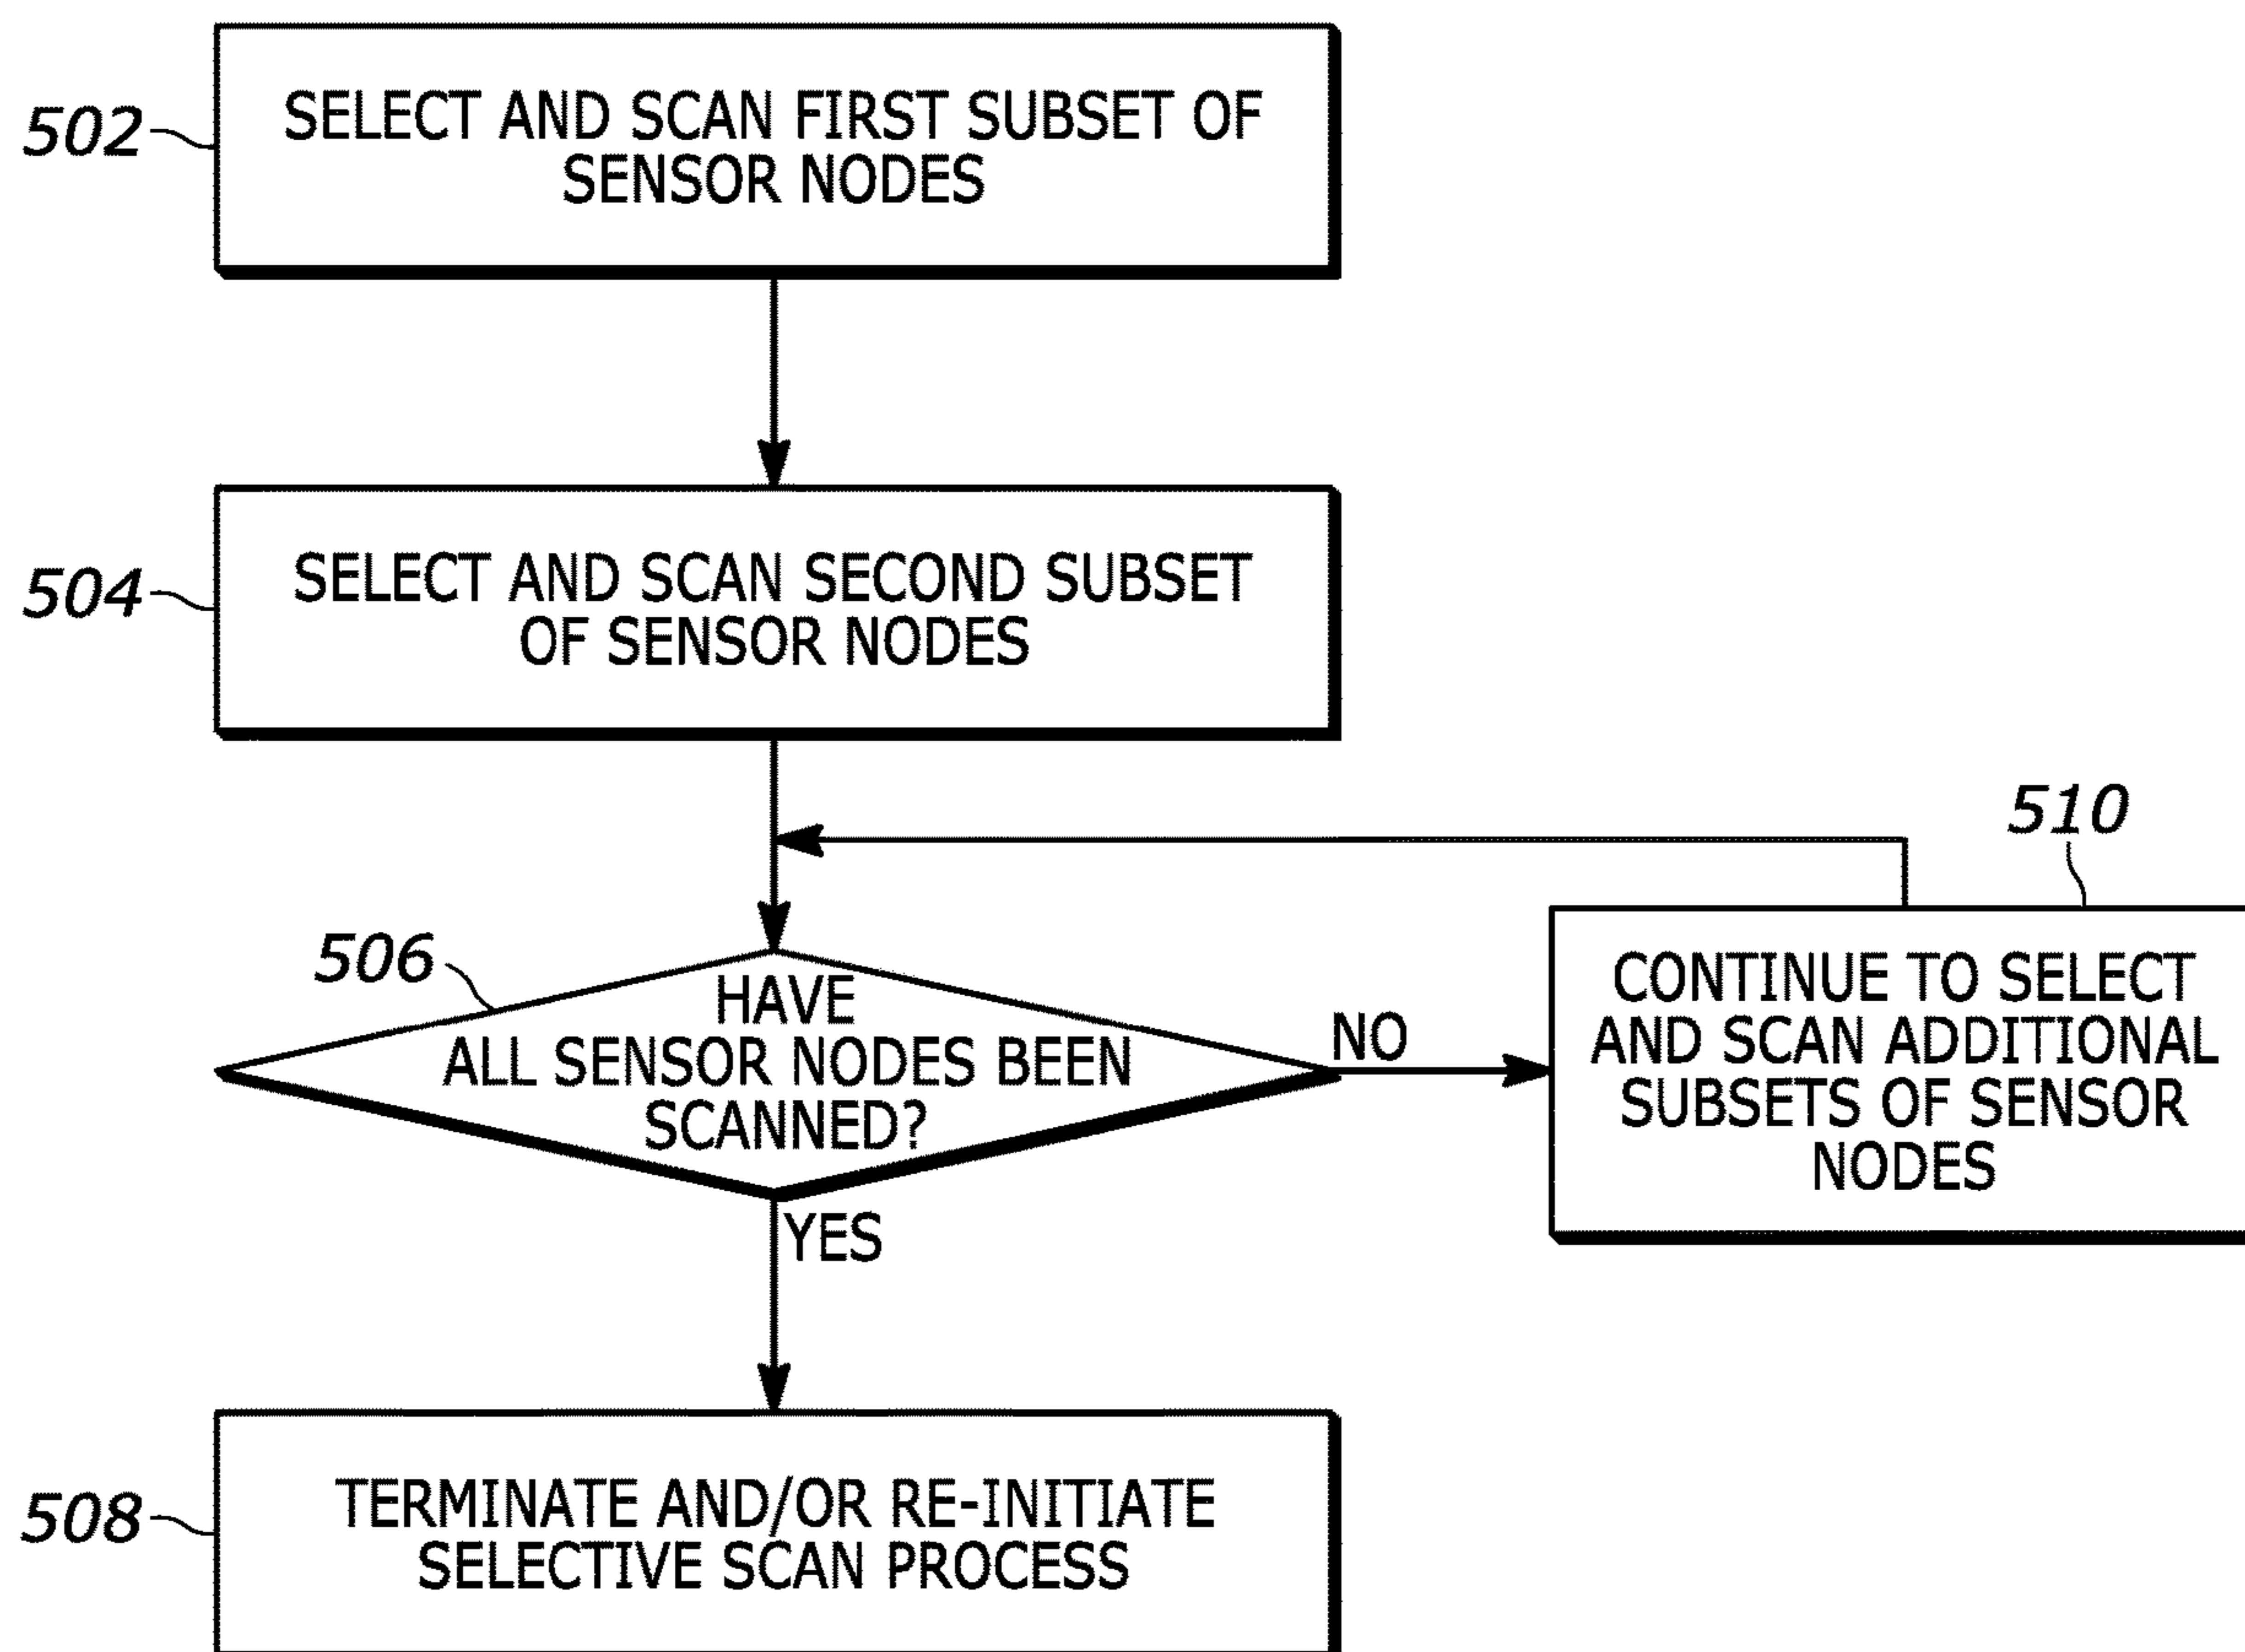 502
SELECT AND SCAN FIRST SUBSET OF
SENSOR NODES
504
SELECT AND SCAN SECOND SUBSET
OF SENSOR NODES
510
506
HAVE
ALL SENSOR NODES BEEN
SCANNED?
NO
CONTINUE TO SELECT
AND SCAN ADDITIONAL
SUBSETS OF SENSOR
NODES
YES
508
TERMINATE AND/OR RE-INITIATE
SELECTIVE SCAN PROCESS